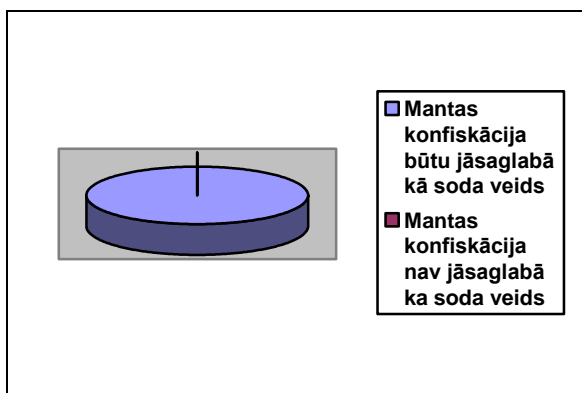 Mantas
konfiskācija
būtu jāsaglabā
kā soda veids
Mantas
konfiskācija
nav jāsaglabā
ka soda veids